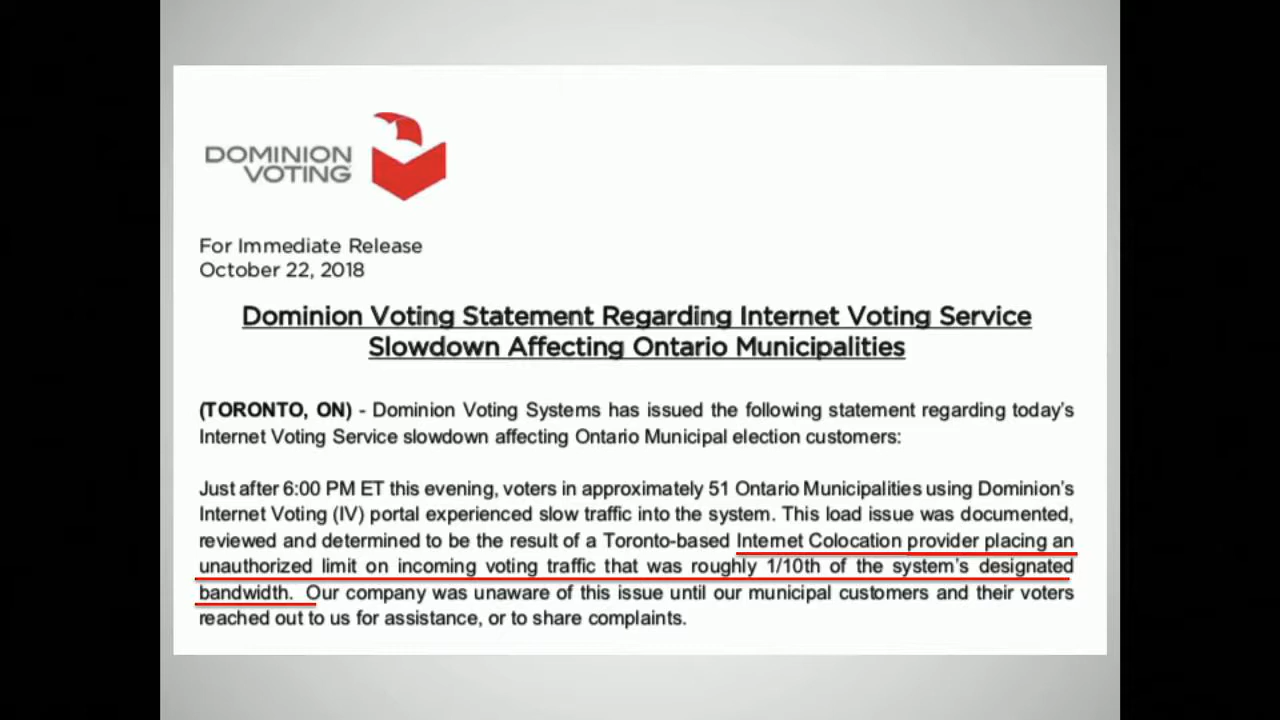 DOMINION
VOTING
For Immediate Release
October 22, 2018
Dominion Voting Statement Regarding Internet Voting Service
Slowdown Affecting Ontario Municipalities
(TORONTO, ON) - Dominion Voting Systems has issued the following statement regarding today's
Internet Voting Service slowdown affecting Ontario Municipal election customers:
Just after 6:00 PM ET this evening, voters in approximately 51 Ontario Municipalities using Dominion's
Internet Voting (IV) portal experienced slow traffic into the system. This load issue was documented,
reviewed and determined to be the result of a Toronto-based Internet Colocation provider placing an
unauthorized limit on incoming voting traffic that was roughly 1/10th of the system's designated
bandwidth. Our company was unaware of this issue until our municipal customers and their voters
reached out to us for assistance, or to share complaints.